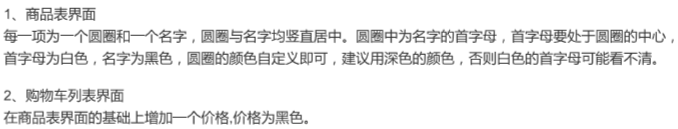 1、商品表界面
每一项为一个圆圈和一个名字，圆圈与名字均竖直居中。圆圈中为名字的首字母，首字母要处于圆圈的中心，
首字母为白色，名字为黑色，圆圈的颜色自定义即可，建议用深色的颜色，否则白色的首字母可能看不清。
2、购物车列表界面
在商品表界面的基础上增加一个价格,价格为黑色。